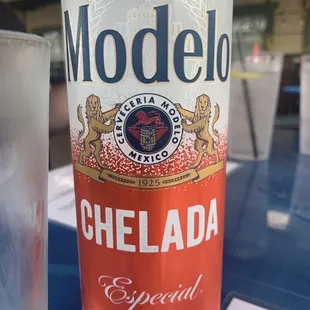 Modelo
CERVECERIA MODELO
MEXICO
1925
CHELADA
Especial